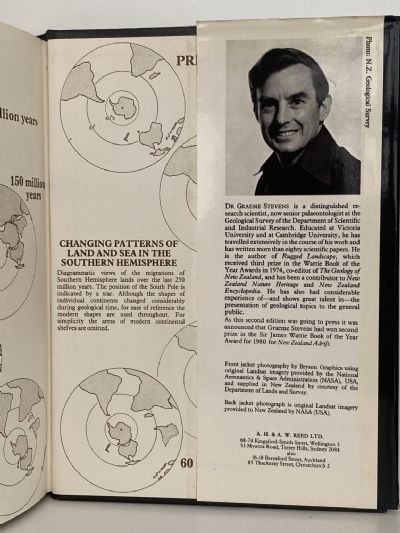 llion years
150 million
years
PRE
CHANGING PATTERNS OF
LAND AND SEA IN THE
SOUTHERN HEMISPHERE
Diagrammatic views of the migrations of
Southern Hemisphere lands over the last 250
million years. The position of the South Pole is
indicated by a star. Although the shapes of
individual continents changed considerably
during geological time, for ease of reference the
modern shapes are used throughout. For
simplicity the areas of modern continental
shelves are omitted.
60
Photo: N.Z. Geological Survey
DR GRAEME STEVENS is a distinguished re-
search scientist, now senior palaeontologist at the
Geological Survey of the Department of Scientific
and Industrial Research. Educated at Victoria
University and at Cambridge University, he has
travelled extensively in the course of his work and
has written more than eighty scientific papers. He
is the author of Rugged Landscape, which
received third prize in the Wattie Book of the
Year Awards in 1974, co-editor of The Geology of
New Zealand, and has been a contributor to New
Zealand Nature Heritage and New Zealand
Encyclopedia. He has also had considerable
experience of—and shows great talent in—the
presentation of geological topics to the general
public.
As this second edition was going to press it was
announced that Graeme Stevens had won second
prize in the Sir James Wattie Book of the Year
Award for 1980 for New Zealand Adrift.
Front jacket photography by Bryson Graphics using
original Landsat imagery provided by the National
Aeronautics & Space Administration (NASA), USA,
and supplied in New Zealand by courtesy of the
Department of Lands and Survey.
Back jacket photograph is original Landsat imagery
provided to New Zealand by NASA (USA).
A. H. & A. W. REED LTD.
68-74 Kingsford-Smith Street, Wellington 3
53 Myoora Road, Terrey Hills, Sydney 2084
also
16-18 Beresford Street, Auckland
85 Thackeray Street, Christchurch 2